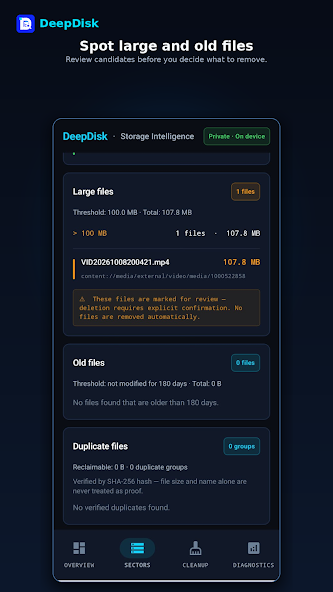 DeepDisk
Spot large and old files
Review candidates before you decide what to remove.
DeepDisk · Storage Intelligence
Private · On device
Large files
1 files
Threshold: 100.0 MB · Total: 107.8 MB
> 100 MB
1 files · 107.8 MB
VID20261008200421.mp4
107.8 MB
content://media/external/video/media/1000522858
⚠ These files are marked for review —
deletion requires explicit confirmation. No
files are removed automatically.
Old files
0 files
Threshold: not modified for 180 days · Total: 0 B
No files found that are older than 180 days.
Duplicate files
0 groups
Reclaimable: 0 B · 0 duplicate groups
Verified by SHA-256 hash — file size and name alone are
never treated as proof.
No verified duplicates found.
OVERVIEW
SECTORS
CLEANUP
DIAGNOSTICS